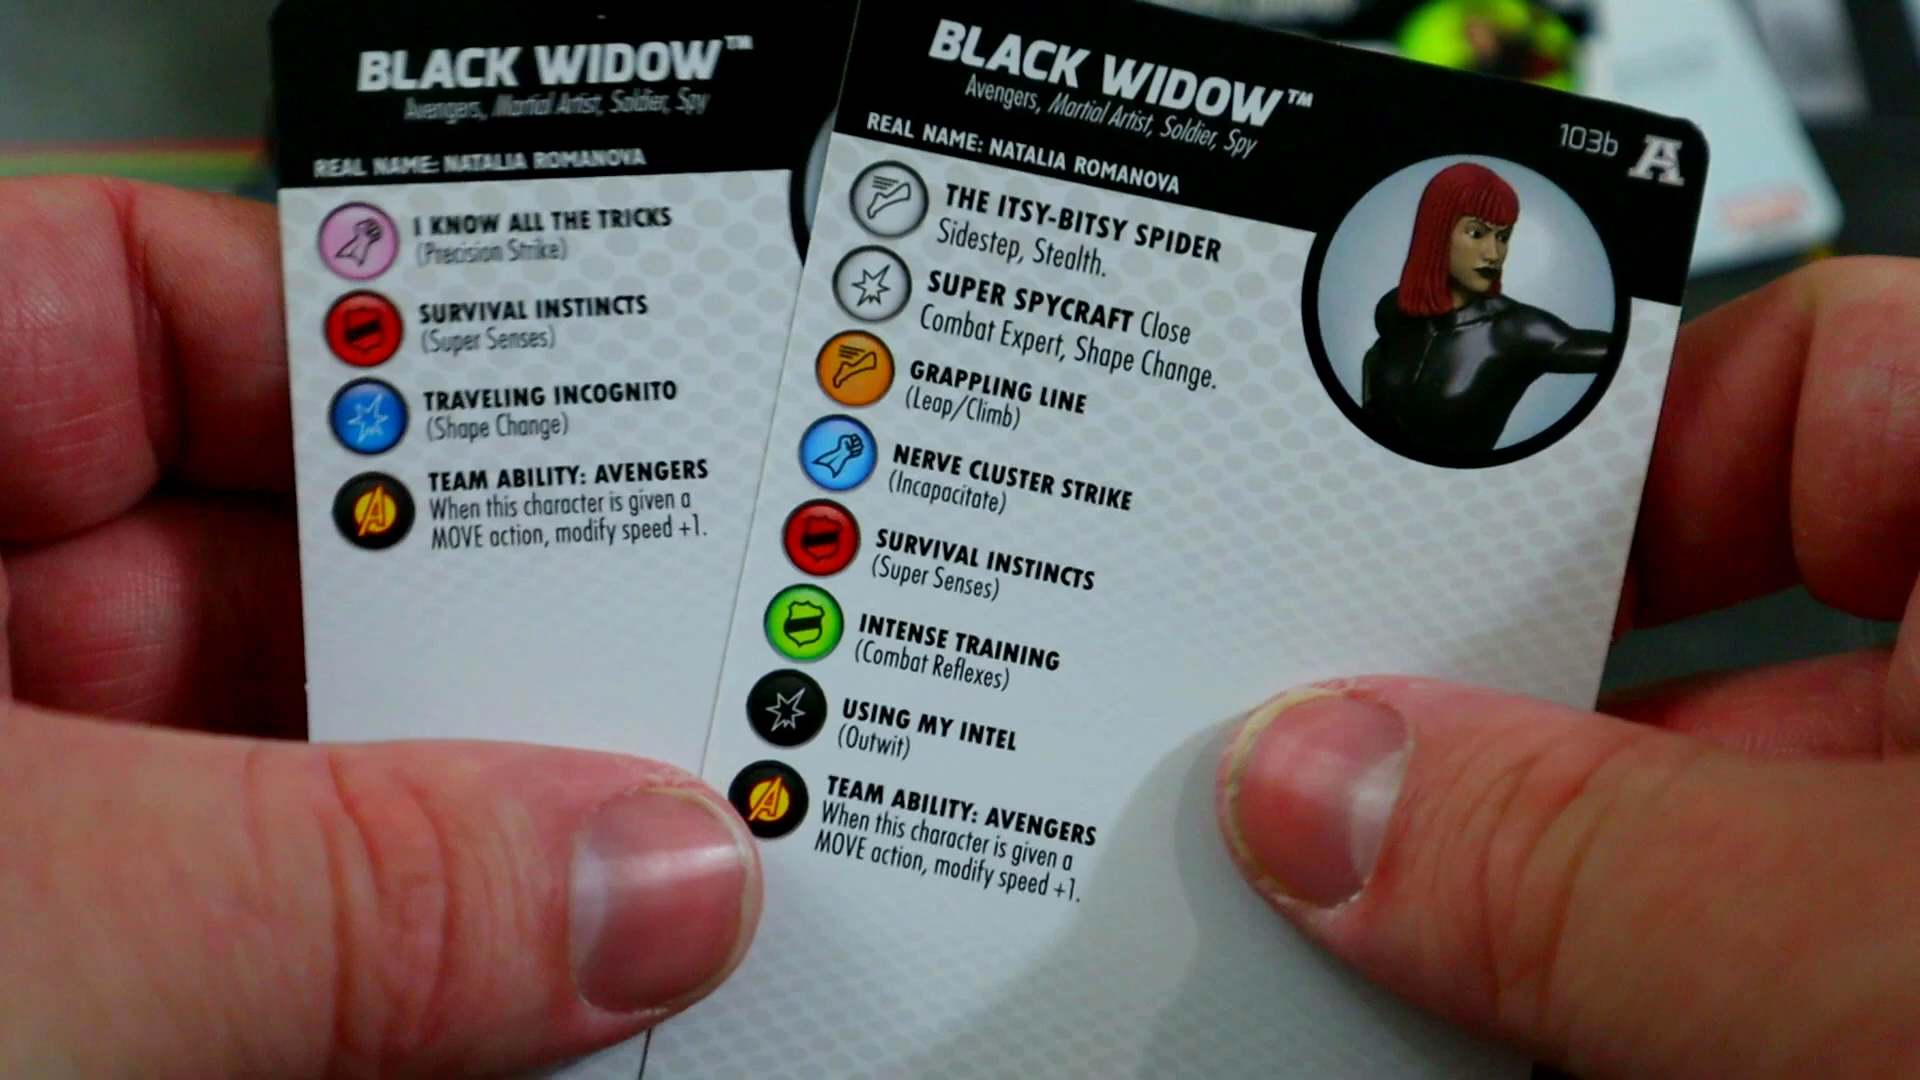 BLACK WIDOW™
Avengers, Martial Artist, Soldier, Spy
REAL NAME: NATALIA ROMANOVA
I KNOW ALL THE TRICKS
(Precision Strike)
SURVIVAL INSTINCTS
(Super Senses)
TRAVELING INCOGNITO
(Shape Change)
TEAM ABILITY: AVENGERS
When this character is given a
MOVE action, modify speed +1.
BLACK WIDOW™
Avengers, Martial Artist, Soldier, Spy
REAL NAME: NATALIA ROMANOVA
103b
THE ITSY-BITSY SPIDER
Sidestep, Stealth.
SUPER SPYCRAFT Close
Combat Expert, Shape Change.
GRAPPLING LINE
(Leap/Climb)
NERVE CLUSTER STRIKE
(Incapacitate)
SURVIVAL INSTINCTS
(Super Senses)
INTENSE TRAINING
(Combat Reflexes)
USING MY INTEL
(Outwit)
TEAM ABILITY: AVENGERS
When this character is given a
MOVE action, modify speed +1.